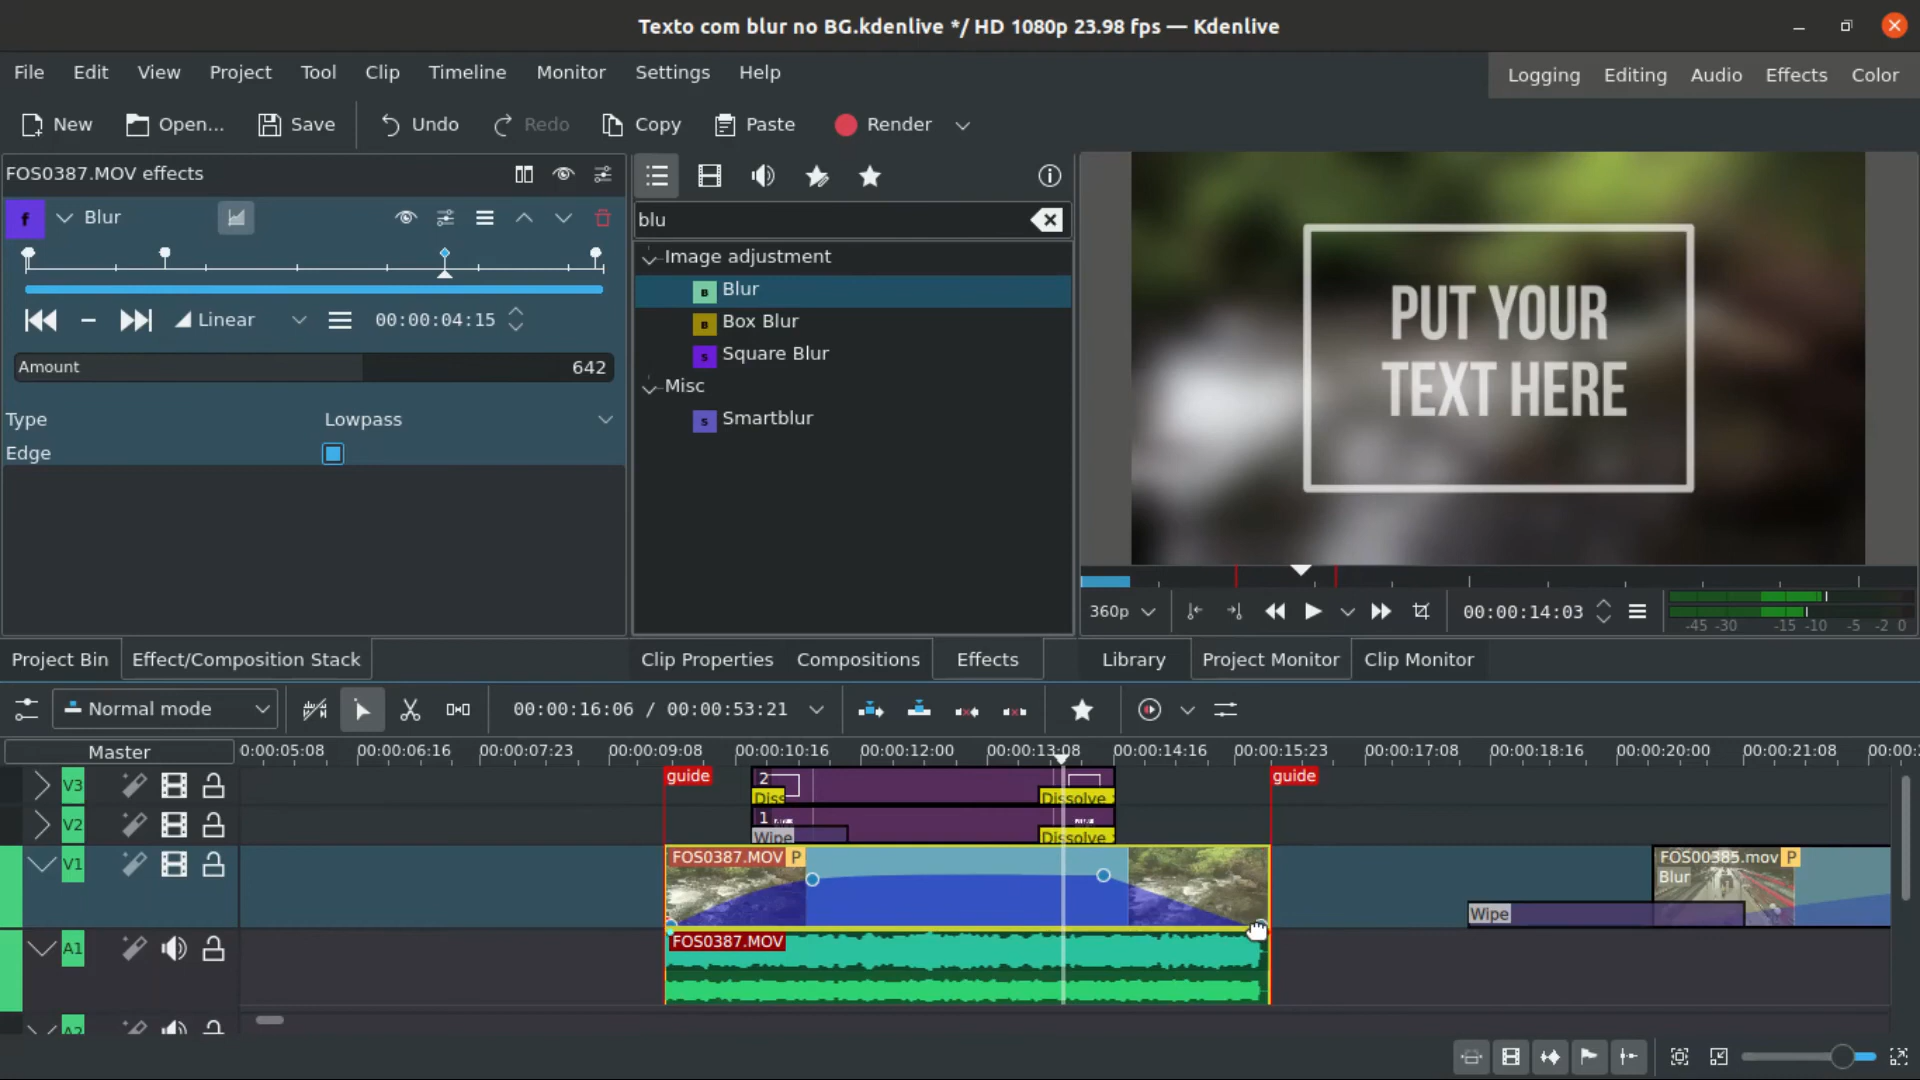 Texto com blur no BG.kdenlive */ HD 1080p 23.98 fps — Kdenlive
File Edit View Project Tool Clip Timeline Monitor Settings Help
Logging Editing Audio Effects Color
New Open... Save Undo Redo Copy Paste Render
FOS0387.MOV effects
f Blur
Linear 00:00:04:15
Amount 642
Type Lowpass
Edge
blu
Image adjustment
B Blur
B Box Blur
S Square Blur
Misc
S Smartblur
PUT YOUR
TEXT HERE
360p 00:00:14:03
-45 -30 -15 -10 -5 -2 0
Project Bin Effect/Composition Stack
Clip Properties Compositions Effects
Library Project Monitor Clip Monitor
Normal mode 00:00:16:06 / 00:00:53:21
Master
0:00:05:08 00:00:06:16 00:00:07:23 00:00:09:08 00:00:10:16 00:00:12:00 00:00:13:08 00:00:14:16 00:00:15:23 00:00:17:08 00:00:18:16 00:00:20:00 00:00:21:08 00:00:2
guide guide
V3 2
Diss Dissolve
V2 1
Wipe Dissolve
V1 FOS0387.MOV P FOS00385.mov P
Blur
Wipe
A1 FOS0387.MOV
A2